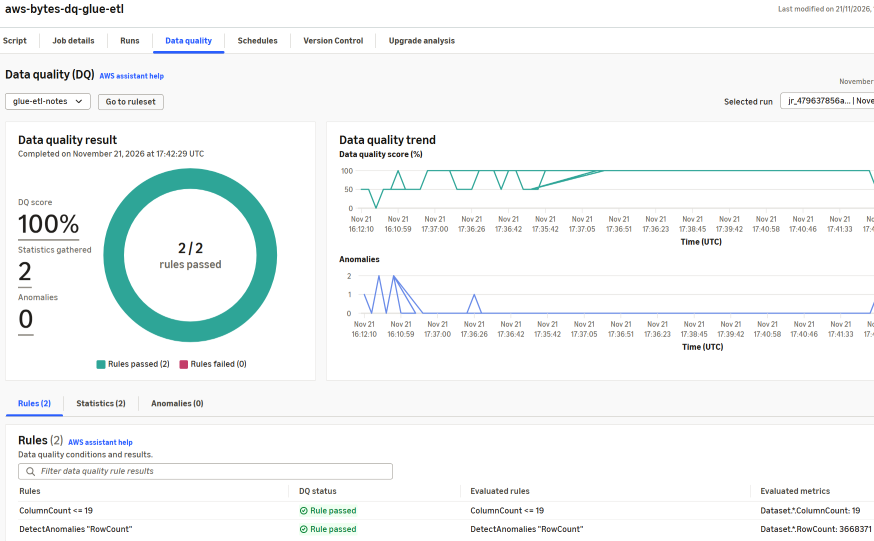 aws-bytes-dq-glue-etl
Last modified on 21/11/2026,
Script Job details Runs Data quality Schedules Version Control Upgrade analysis
Data quality (DQ) AWS assistant help
November
glue-etl-notes Go to ruleset
Selected run jr_479637856a... | Nove
Data quality result
Completed on November 21, 2026 at 17:42:29 UTC
DQ score
100%
Statistics gathered
2
Anomalies
0
2 / 2
rules passed
Rules passed (2) Rules failed (0)
Data quality trend
Data quality score (%)
100
50
0
Nov 21 Nov 21 Nov 21 Nov 21 Nov 21 Nov 21 Nov 21 Nov 21 Nov 21 Nov 21 Nov 21 Nov 21 Nov 21 Nov 21 No
16:12:10 16:10:59 17:37:00 17:36:26 17:36:42 17:35:42 17:37:05 17:36:51 17:36:23 17:38:45 17:39:42 17:40:58 17:40:46 17:41:33 17:4
Time (UTC)
Anomalies
2
1
0
Nov 21 Nov 21 Nov 21 Nov 21 Nov 21 Nov 21 Nov 21 Nov 21 Nov 21 Nov 21 Nov 21 Nov 21 Nov 21 Nov 21 No
16:12:10 16:10:59 17:37:00 17:36:26 17:36:42 17:35:42 17:37:05 17:36:51 17:36:23 17:38:45 17:39:42 17:40:58 17:40:46 17:41:33 17:4
Time (UTC)
Rules (2) Statistics (2) Anomalies (0)
Rules (2) AWS assistant help
Data quality conditions and results.
Filter data quality rule results
Rules DQ status Evaluated rules Evaluated metrics
ColumnCount <= 19 Rule passed ColumnCount <= 19 Dataset.*.ColumnCount: 19
DetectAnomalies "RowCount" Rule passed DetectAnomalies "RowCount" Dataset.*.RowCount: 3668371